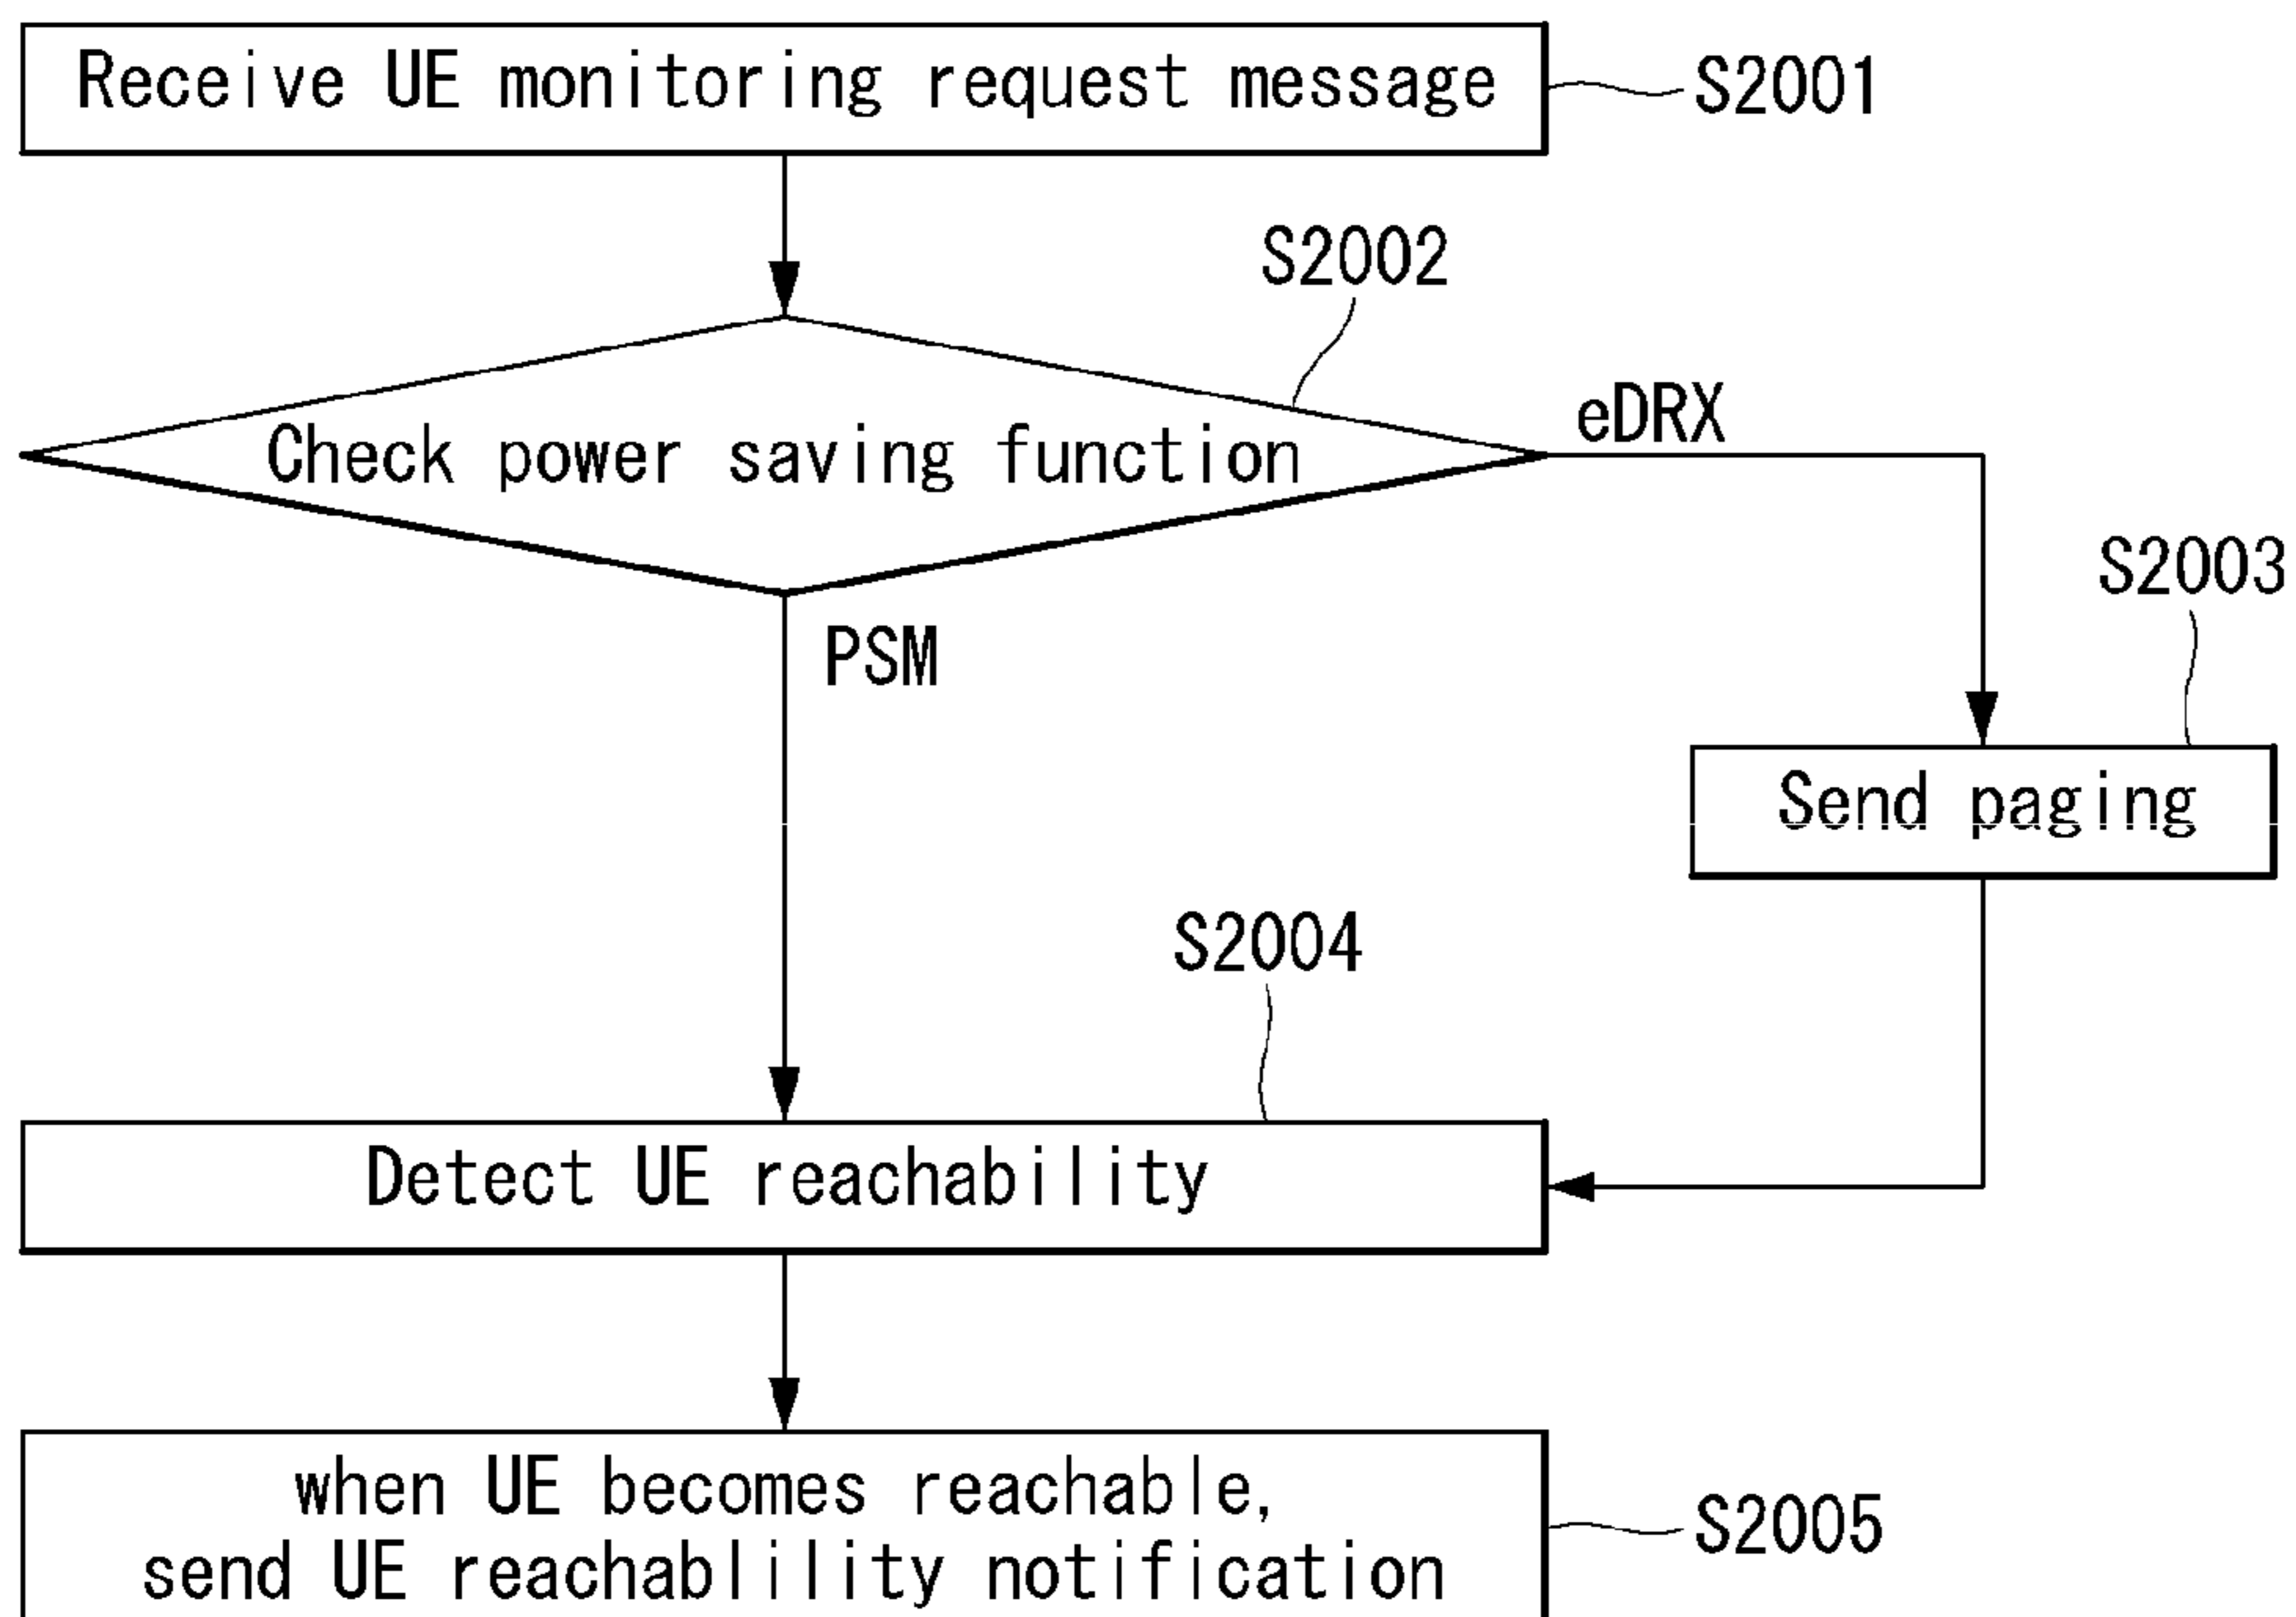 Receive UE monitoring request message
S2001
S2002
Check power saving function
eDRX
PSM
S2003
Send paging
S2004
Detect UE reachability
when UE becomes reachable,
send UE reachablility notification
S2005